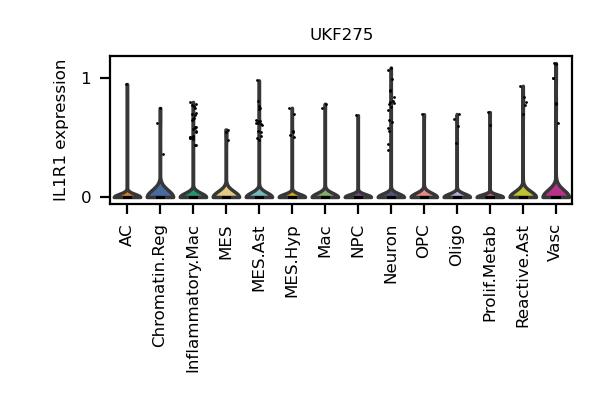 UKF275
IL1R1 expression
1
0
AC
Chromatin.Reg
Inflammatory.Mac
MES
MES.Ast
MES.Hyp
Mac
NPC
Neuron
OPC
Oligo
Prolif.Metab
Reactive.Ast
Vasc